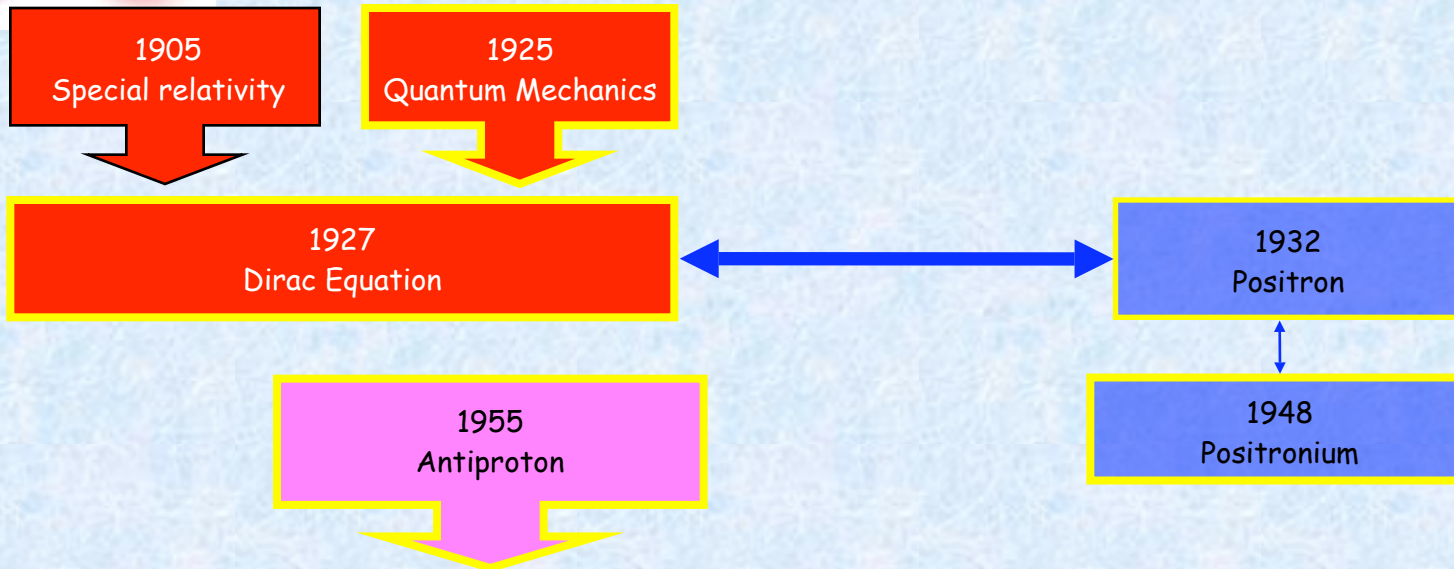 1905
Special relativity
1925
Quantum Mechanics
1927
Dirac Equation
1932
Positron
1948
Positronium
1955
Antiproton